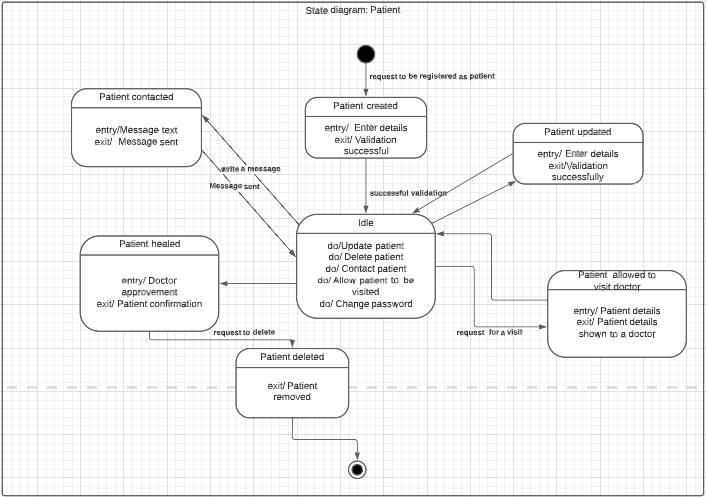 State diagram: Patient
request to be registered as patient
Patient contacted
entry/Message text
exit/ Message sent
Patient created
entry/ Enter details
exit/ Validation
successful
Patient updated
entry/ Enter details
exit/Validation
successfully
write a message
Message sent
successful validation
Idle
do/Update patient
do/ Delete patient
do/ Contact patient
do/ Allow patient to be
visited
do/ Change password
Patient healed
entry/ Doctor
approvement
exit/ Patient confirmation
Patient allowed to
visit doctor
entry/ Patient details
exit/ Patient details
shown to a doctor
request to delete
request for a visit
Patient deleted
exit/ Patient
removed